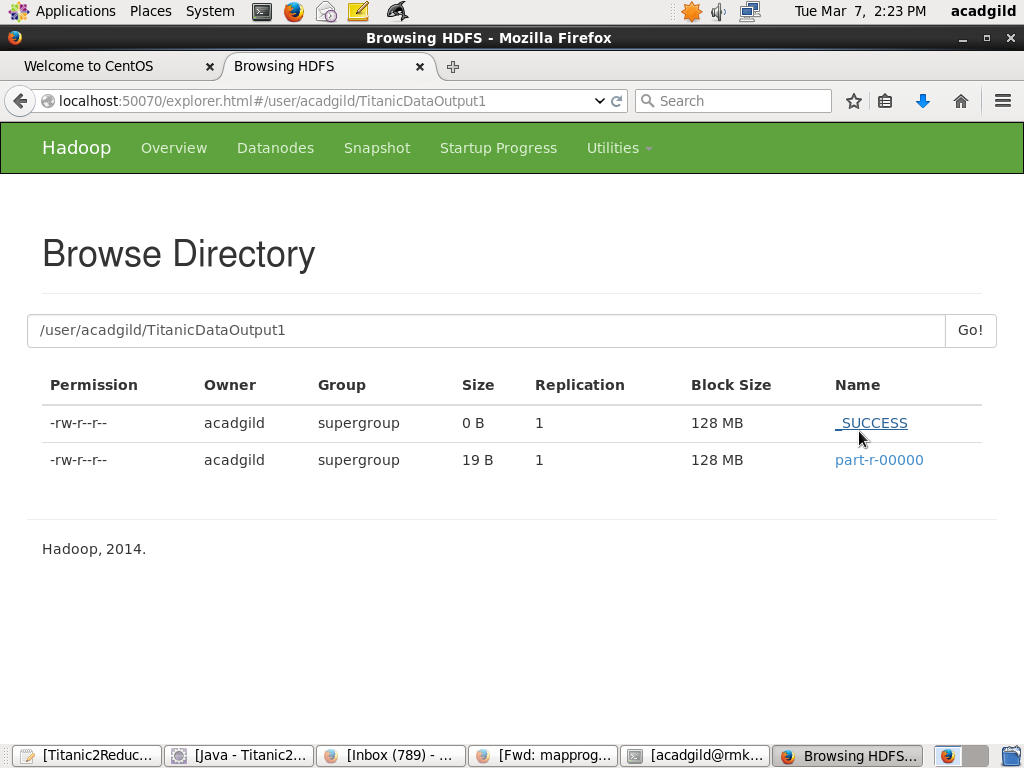 Applications Places System Tue Mar 7, 2:23 PM acadgild
Browsing HDFS - Mozilla Firefox
Welcome to CentOS Browsing HDFS
localhost:50070/explorer.html#/user/acadgild/TitanicDataOutput1 Search
Hadoop Overview Datanodes Snapshot Startup Progress Utilities
Browse Directory
/user/acadgild/TitanicDataOutput1 Go!
Permission Owner Group Size Replication Block Size Name
-rw-r--r-- acadgild supergroup 0 B 1 128 MB _SUCCESS
-rw-r--r-- acadgild supergroup 19 B 1 128 MB part-r-00000
Hadoop, 2014.
[Titanic2Reduc... [Java - Titanic2... [Inbox (789) - ... [Fwd: mapprog... [acadgild@rmk... Browsing HDFS...